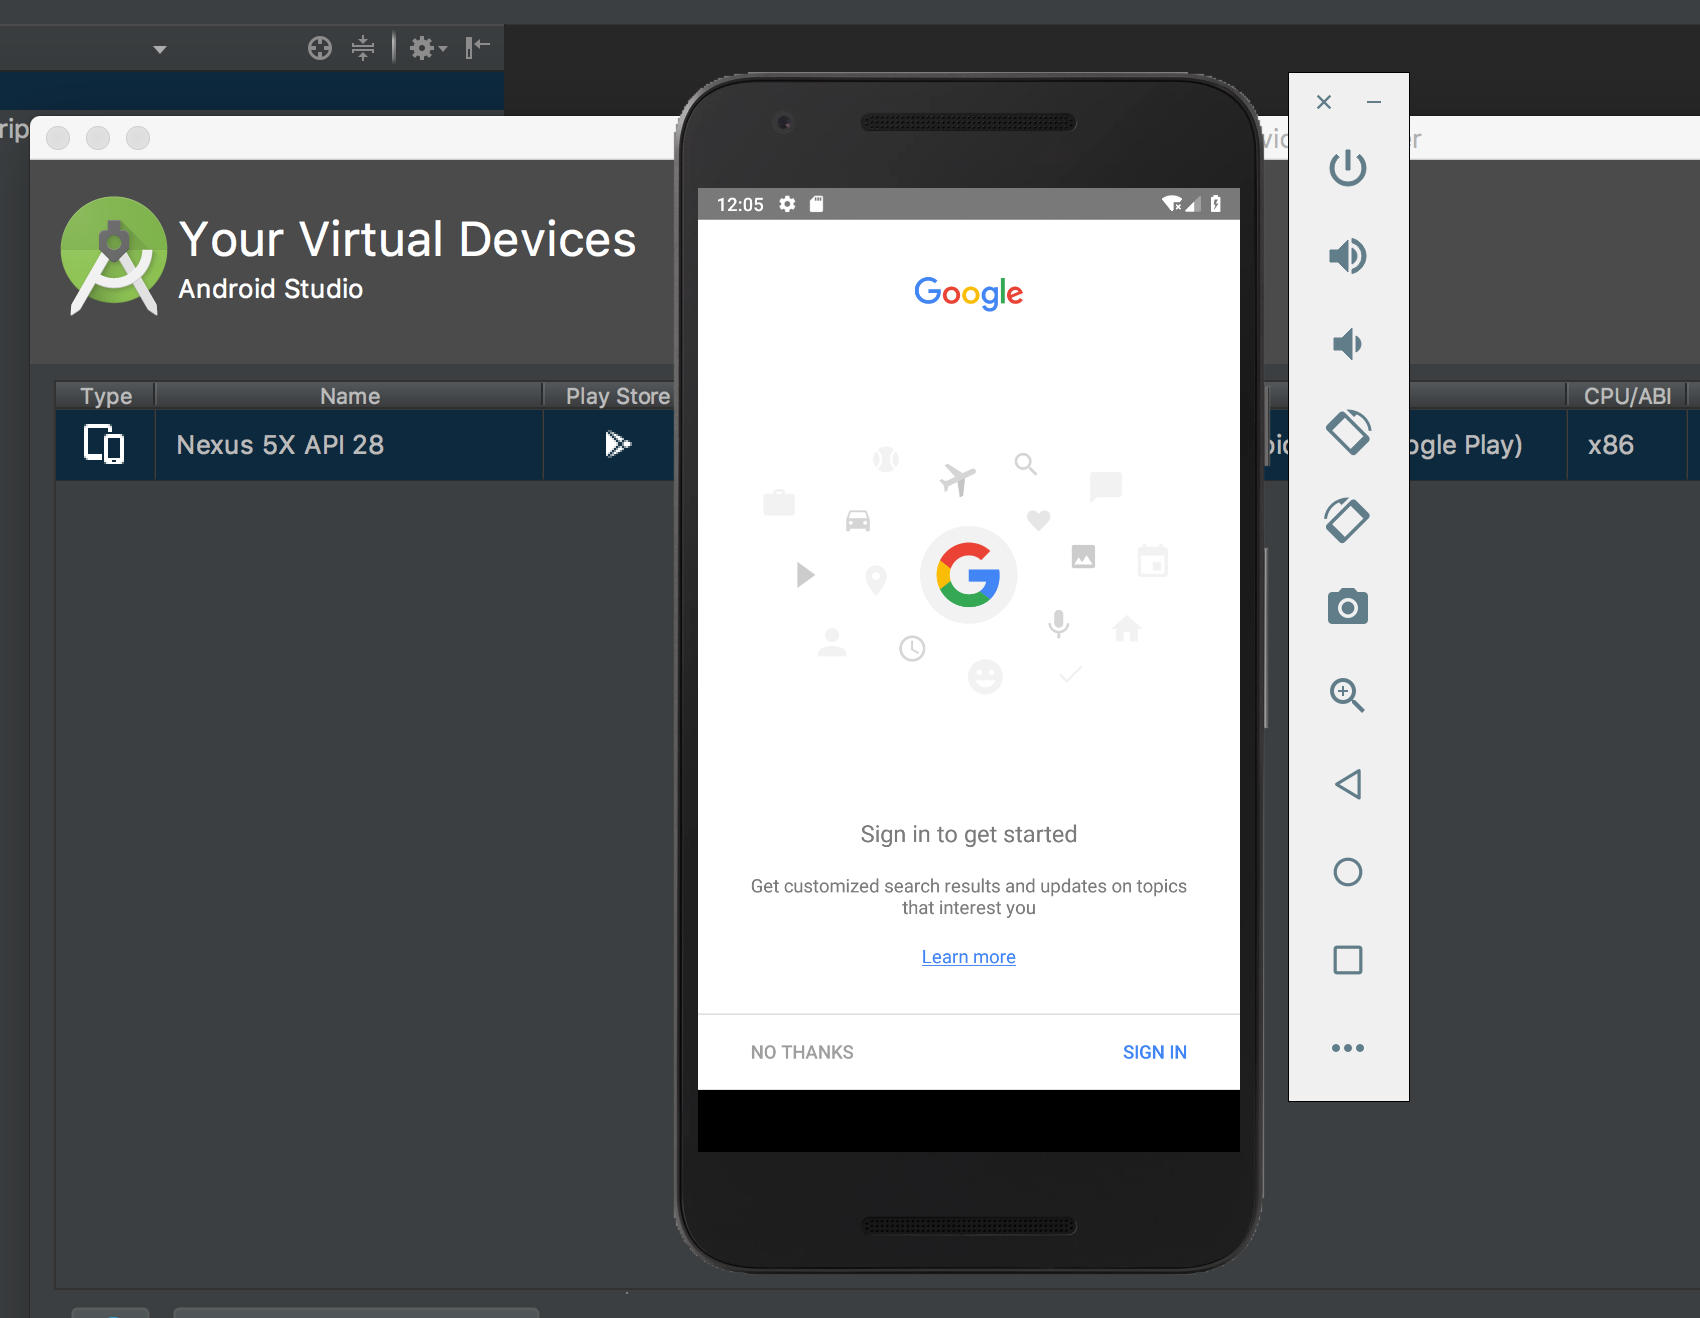 Your Virtual Devices
Android Studio
Type Name Play Store CPU/ABI
Nexus 5X API 28 Play) x86
12:05
Google
G
Sign in to get started
Get customized search results and updates on topics
that interest you
Learn more
NO THANKS SIGN IN